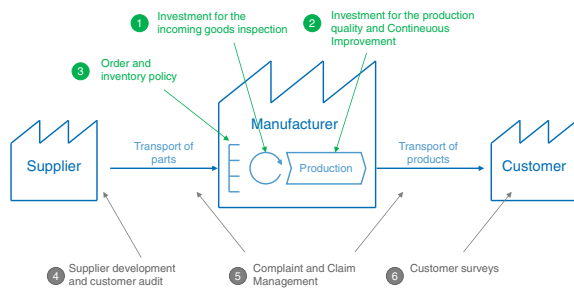 1 Investment for the
incoming goods inspection
2 Investment for the production
quality and Contineuous
Improvement
3 Order and
inventory policy
Manufacturer
Supplier
Transport of
parts
Production
Transport of
products
Customer
4 Supplier development
and customer audit
5 Complaint and Claim
Management
6 Customer surveys